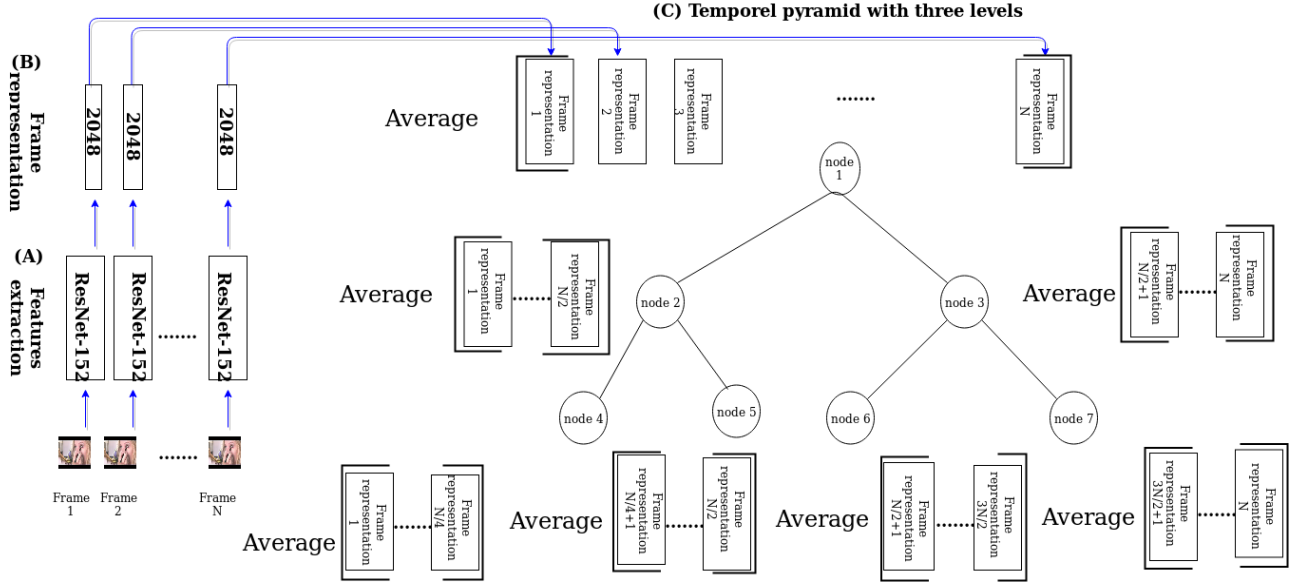 (C) Temporel pyramid with three levels
(B)
Frame
representation
2048
2048
2048
(A)
Features
extraction
ResNet-152
ResNet-152
........
ResNet-152
........
Frame
1
Frame
2
Frame
N
Average
Frame
representation
1
Frame
representation
2
Frame
representation
3
.......
Frame
representation
N
node
1
Average
Frame
representation
1
........
Frame
representation
N/2
node 2
node 3
Average
Frame
representation
N/2+1
........
Frame
representation
N
node 4
node 5
node 6
node 7
Average
Frame
representation
1
........
Frame
representation
N/4
Average
Frame
representation
N/4+1
........
Frame
representation
N/2
Average
Frame
representation
N/2+1
........
Frame
representation
3N/2
Average
Frame
representation
3N/2+1
........
Frame
representation
N